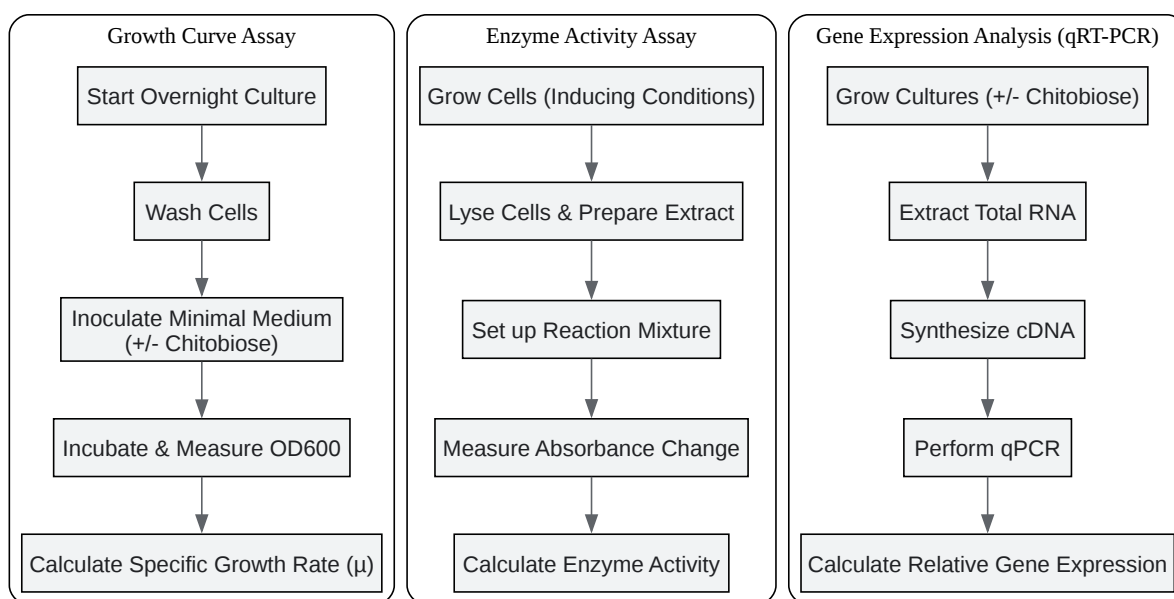 Growth Curve Assay
Start Overnight Culture
Wash Cells
Inoculate Minimal Medium
(+/- Chitobiose)
Incubate & Measure OD600
Calculate Specific Growth Rate (μ)
Enzyme Activity Assay
Grow Cells (Inducing Conditions)
Lyse Cells & Prepare Extract
Set up Reaction Mixture
Measure Absorbance Change
Calculate Enzyme Activity
Gene Expression Analysis (qRT-PCR)
Grow Cultures (+/- Chitobiose)
Extract Total RNA
Synthesize cDNA
Perform qPCR
Calculate Relative Gene Expression